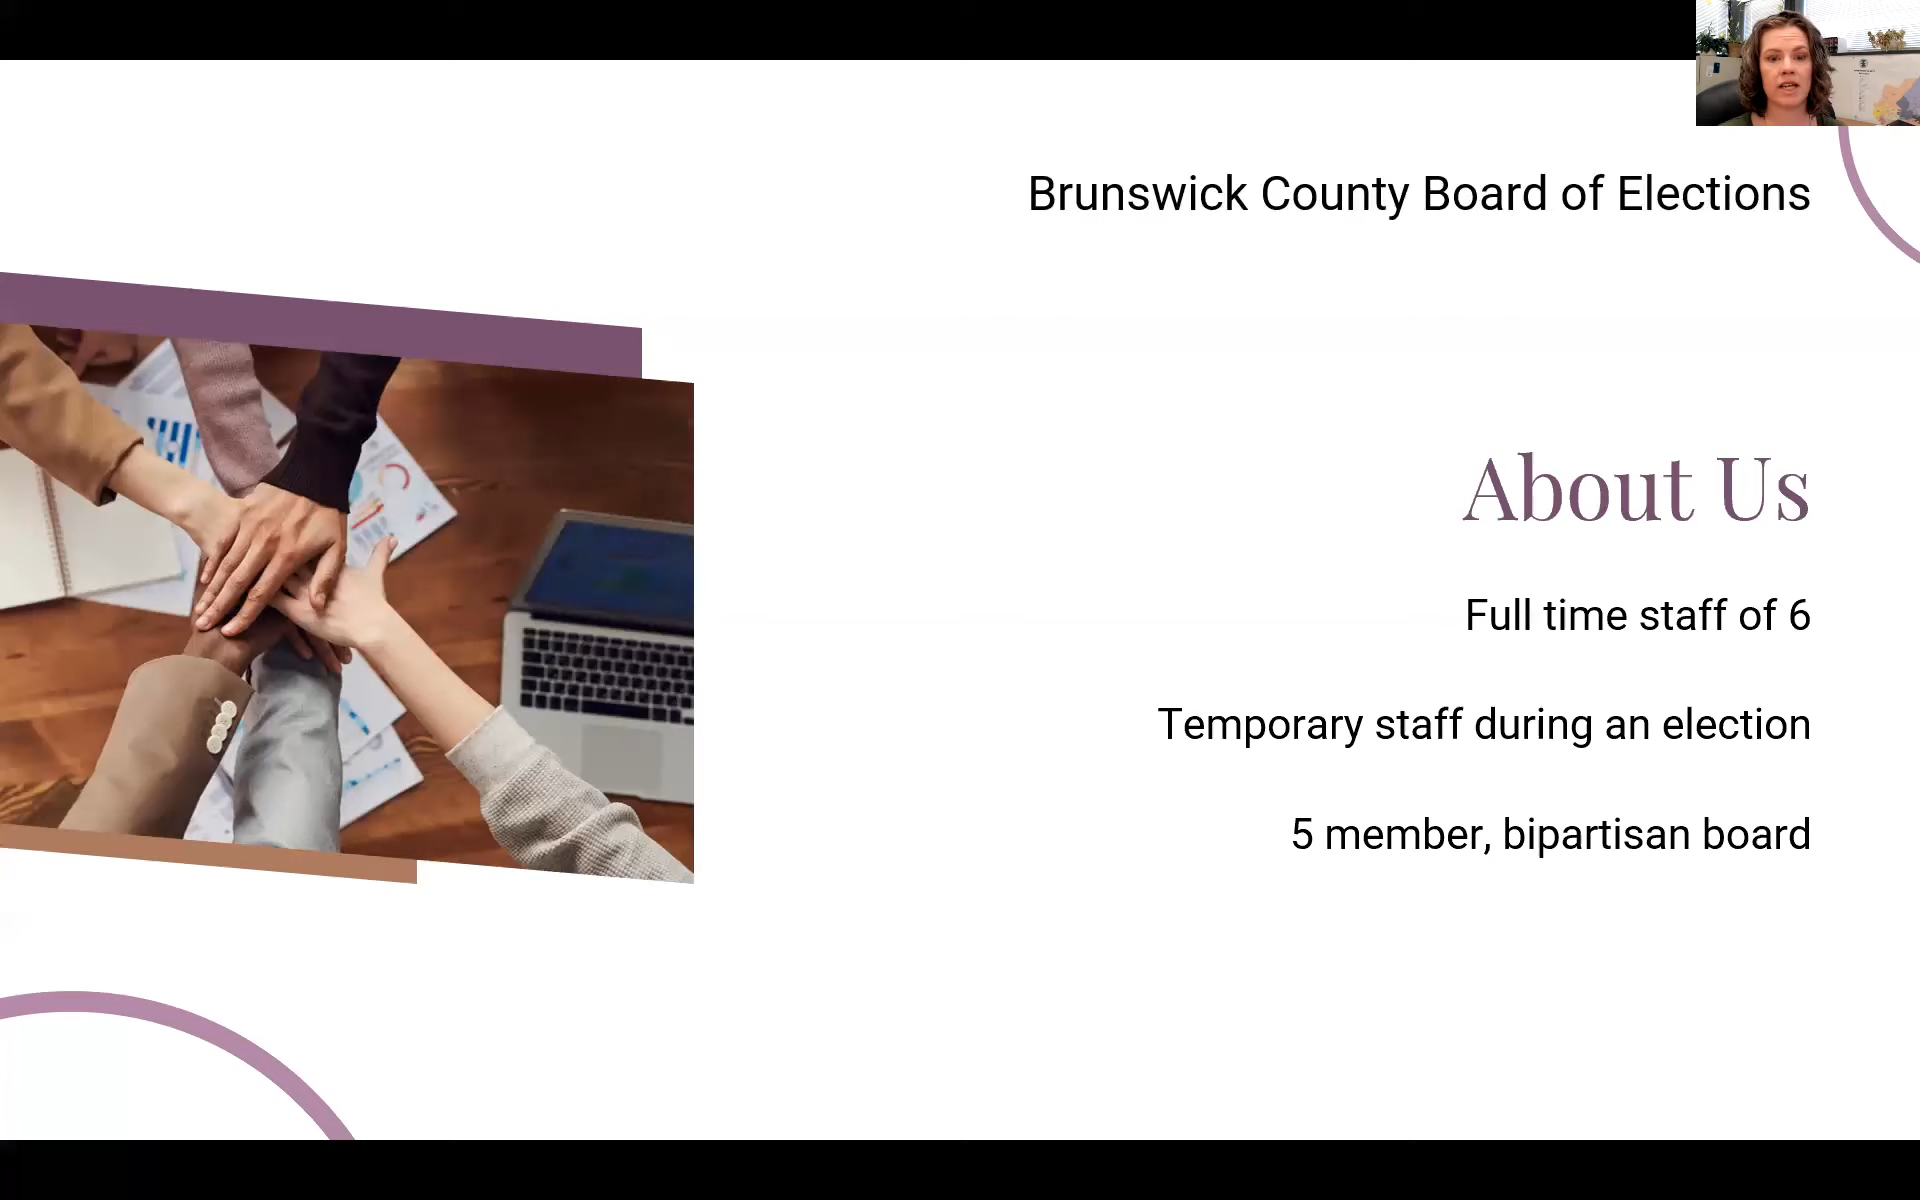 Brunswick County Board of Elections
About Us
Full time staff of 6
Temporary staff during an election
5 member, bipartisan board